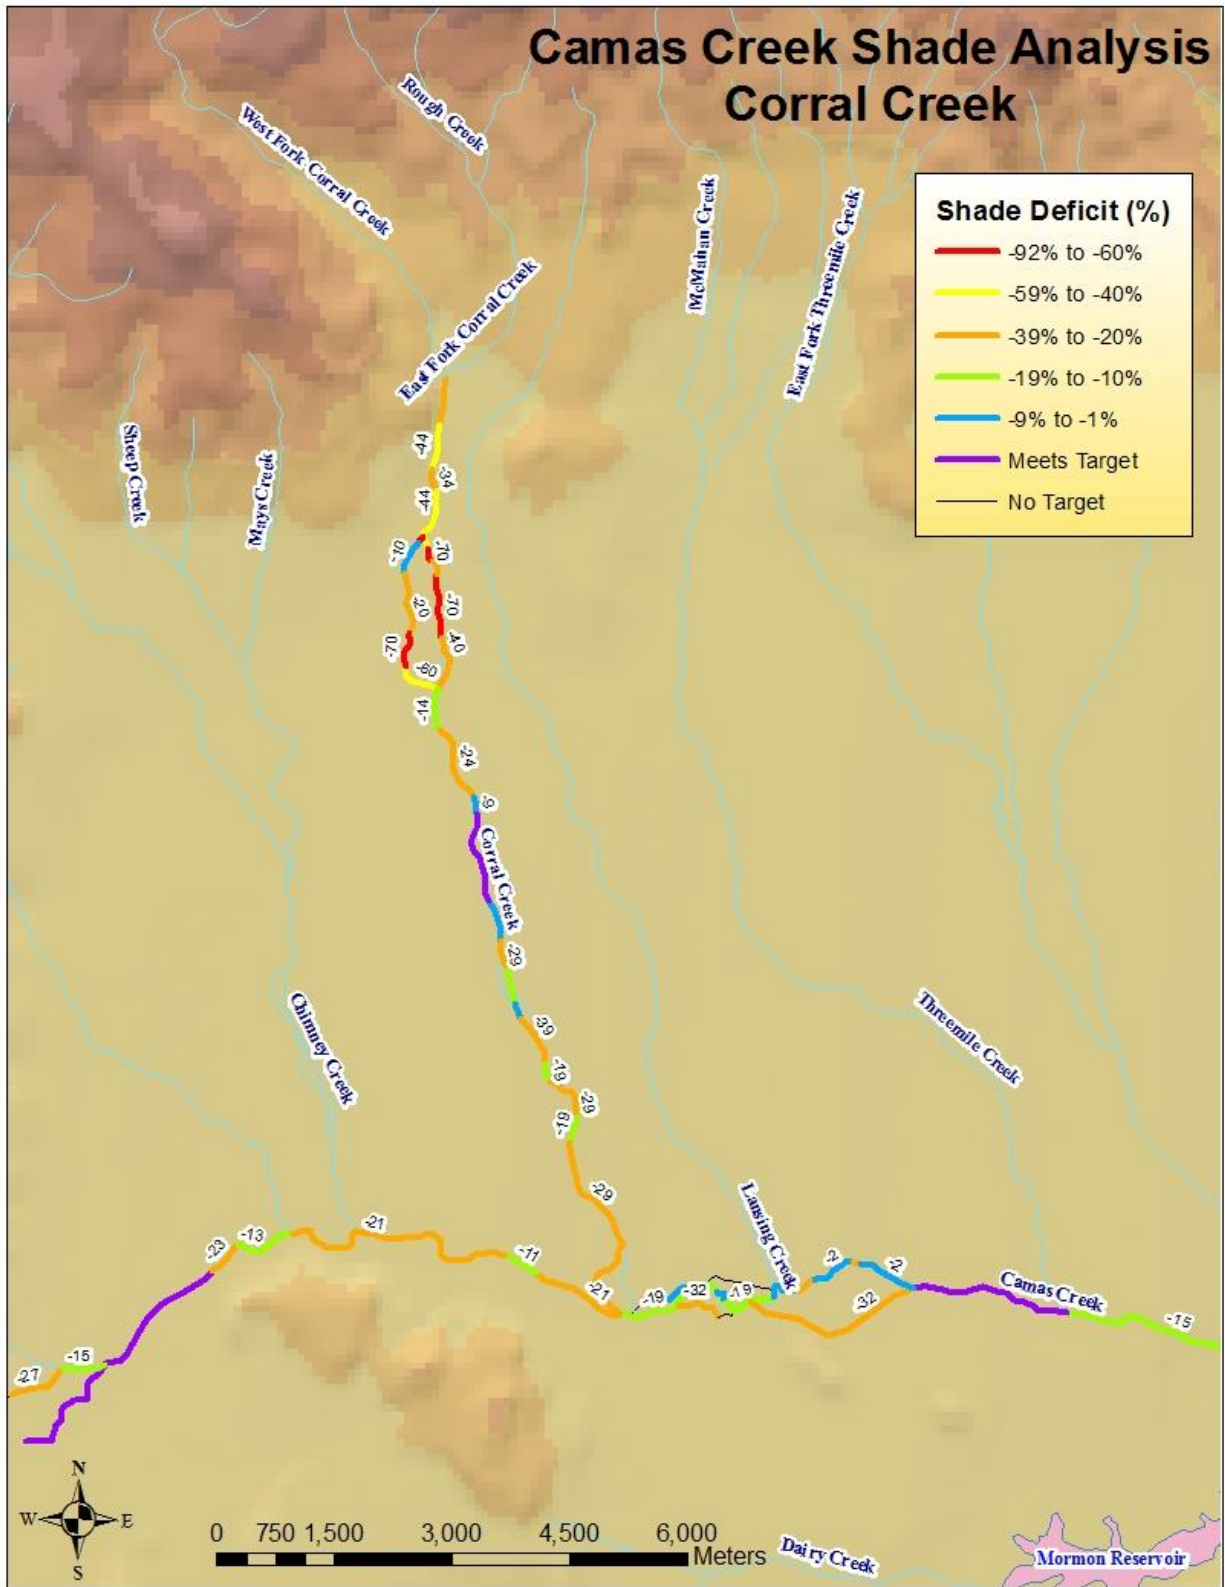 Camas Creek Shade Analysis
Corral Creek
Rough Creek
West Fork Corral Creek
McMahan Creek
East Fork Threemile Creek
Shade Deficit (%)
-92% to -60%
-59% to -40%
-39% to -20%
-19% to -10%
-9% to -1%
Meets Target
No Target
East Fork Corral Creek
Sheep Creek
Mays Creek
-44
-34
-44
-10
-70
-20
-70
-70
-40
-60
-14
-24
-9
Corral Creek
-29
-39
-19
-29
-19
-29
Chimney Creek
Threemile Creek
Lansing Creek
Camas Creek
-23
-13
-21
-11
-21
-19
-32
-19
-2
-2
-32
-15
-27
-15
N
W
E
S
0 750 1,500 3,000 4,500 6,000
Meters
Dairy Creek
Mormon Reservoir